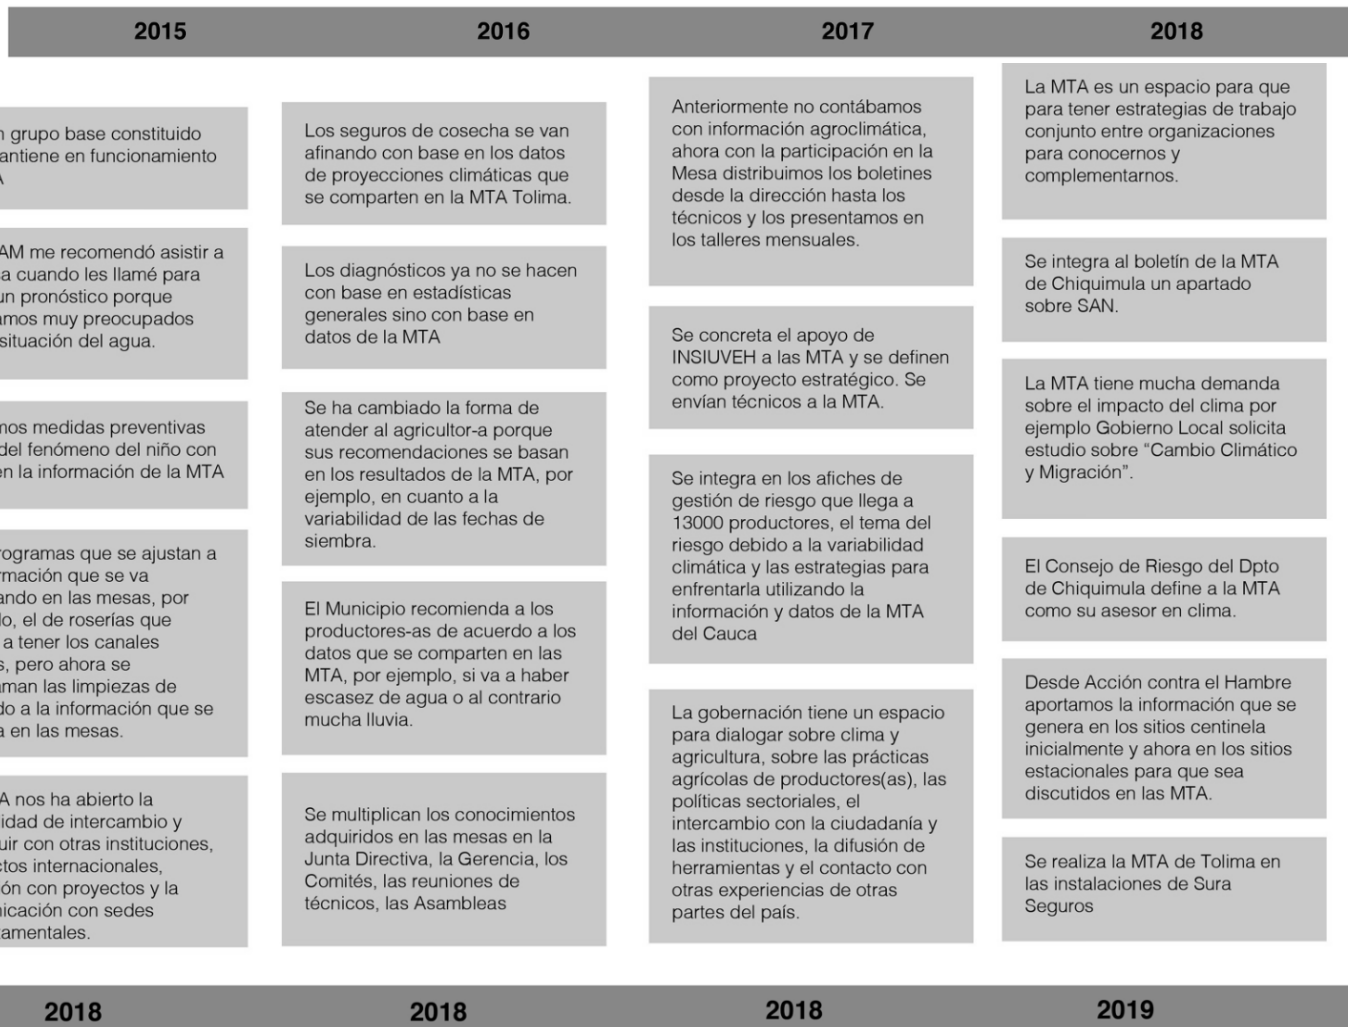 2015
2016
2017
2018
grupo base constituido
antiene en funcionamiento
AM me recomendó asistir a
a cuando les llamé para
un pronóstico porque
amos muy preocupados
situación del agua.
mos medidas preventivas
del fenómeno del niño con
en la información de la MTA
rogramas que se ajustan a
rmación que se va
ando en las mesas, por
lo, el de roserías que
a tener los canales
s, pero ahora se
aman las limpiezas de
do a la información que se
a en las mesas.
A nos ha abierto la
lidad de intercambio y
uir con otras instituciones,
ctos internacionales,
ión con proyectos y la
nicación con sedes
tamentales.
Los seguros de cosecha se van
afinando con base en los datos
de proyecciones climáticas que
se comparten en la MTA Tolima.
Los diagnósticos ya no se hacen
con base en estadísticas
generales sino con base en
datos de la MTA
Se ha cambiado la forma de
atender al agricultor-a porque
sus recomendaciones se basan
en los resultados de la MTA, por
ejemplo, en cuanto a la
variabilidad de las fechas de
siembra.
El Municipio recomienda a los
productores-as de acuerdo a los
datos que se comparten en las
MTA, por ejemplo, si va a haber
escasez de agua o al contrario
mucha lluvia.
Se multiplican los conocimientos
adquiridos en las mesas en la
Junta Directiva, la Gerencia, los
Comités, las reuniones de
técnicos, las Asambleas
Anteriormente no contábamos
con información agroclimática,
ahora con la participación en la
Mesa distribuimos los boletines
desde la dirección hasta los
técnicos y los presentamos en
los talleres mensuales.
Se concreta el apoyo de
INSIUVEH a las MTA y se definen
como proyecto estratégico. Se
envían técnicos a la MTA.
Se integra en los afiches de
gestión de riesgo que llega a
13000 productores, el tema del
riesgo debido a la variabilidad
climática y las estrategias para
enfrentarla utilizando la
información y datos de la MTA
del Cauca
La gobernación tiene un espacio
para dialogar sobre clima y
agricultura, sobre las prácticas
agrícolas de productores(as), las
políticas sectoriales, el
intercambio con la ciudadanía y
las instituciones, la difusión de
herramientas y el contacto con
otras experiencias de otras
partes del país.
La MTA es un espacio para que
para tener estrategias de trabajo
conjunto entre organizaciones
para conocernos y
complementarnos.
Se integra al boletín de la MTA
de Chiquimula un apartado
sobre SAN.
La MTA tiene mucha demanda
sobre el impacto del clima por
ejemplo Gobierno Local solicita
estudio sobre “Cambio Climático
y Migración”.
El Consejo de Riesgo del Dpto
de Chiquimula define a la MTA
como su asesor en clima.
Desde Acción contra el Hambre
aportamos la información que se
genera en los sitios centinela
inicialmente y ahora en los sitios
estacionales para que sea
discutidos en las MTA.
Se realiza la MTA de Tolima en
las instalaciones de Sura
Seguros
2018
2018
2018
2019